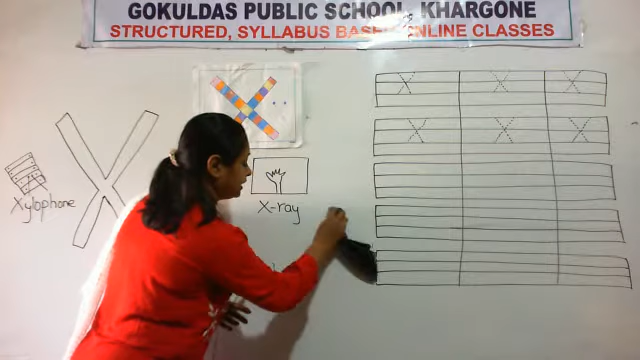 GOKULDAS PUBLIC SCHOOL, KHARGONE
STRUCTURED, SYLLABUS BASED ONLINE CLASSES
X X X
X X X
X
X
Xylophone
X-ray